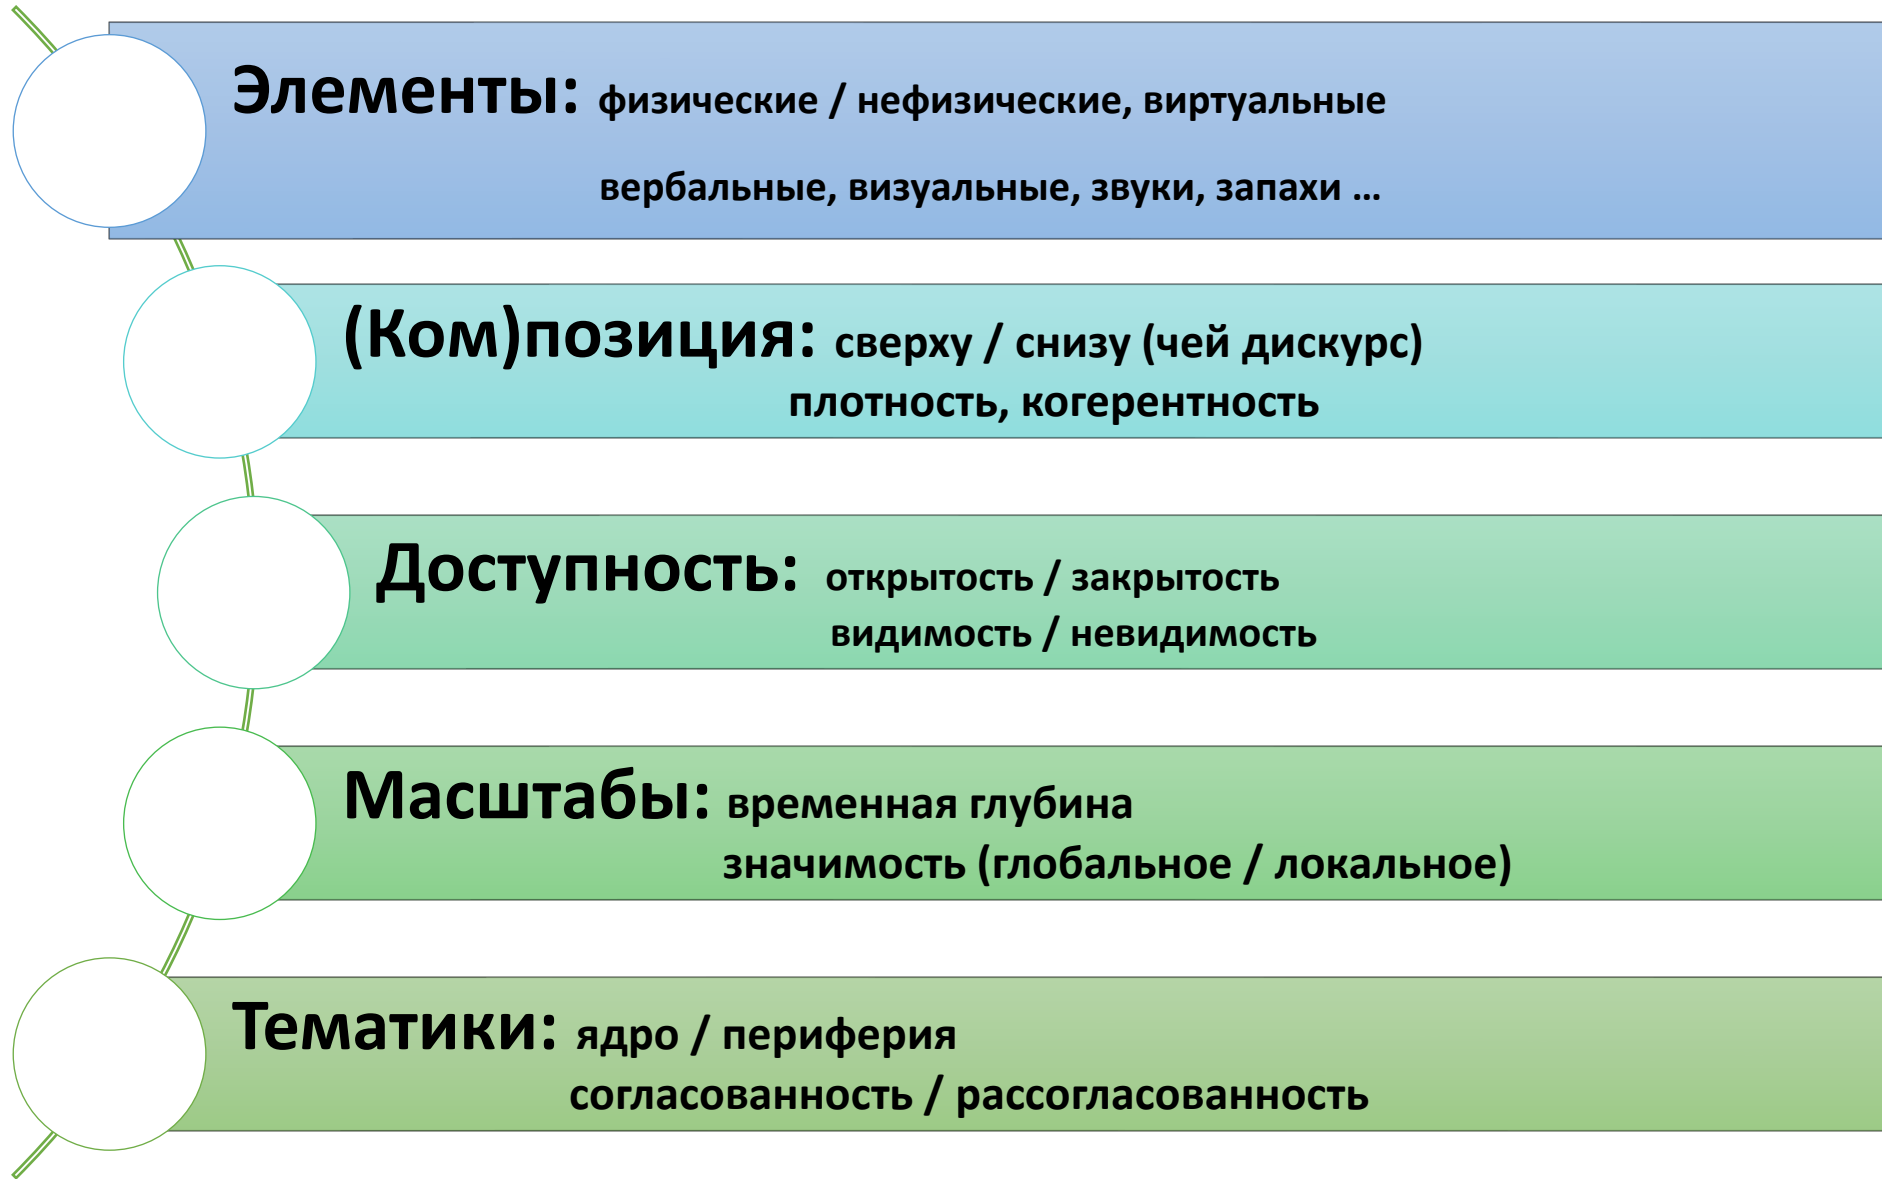 Элементы: физические / нефизические, виртуальные
вербальные, визуальные, звуки, запахи ...
(Ком)позиция: сверху / снизу (чей дискурс)
плотность, когерентность
Доступность: открытость / закрытость
видимость / невидимость
Масштабы: временная глубина
значимость (глобальное / локальное)
Тематики: ядро / периферия
согласованность / рассогласованность